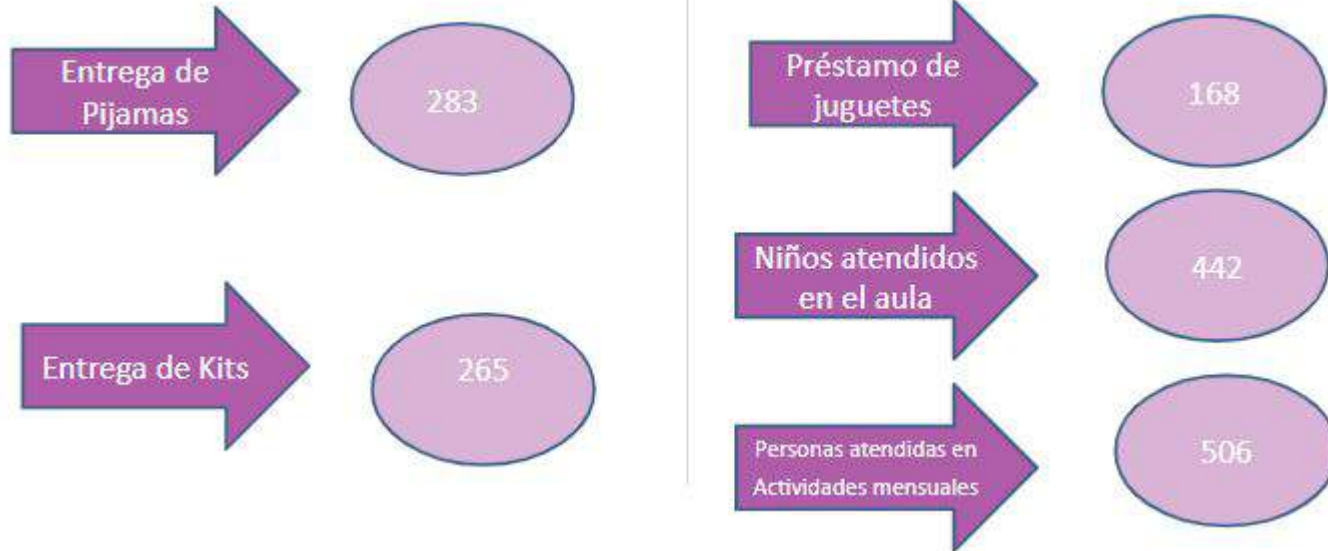 Entrega de
Pijamas
283
Entrega de Kits
265
Préstamo de
juguetes
168
Niños atendidos
en el aula
442
Personas atendidas en
Actividades mensuales
506